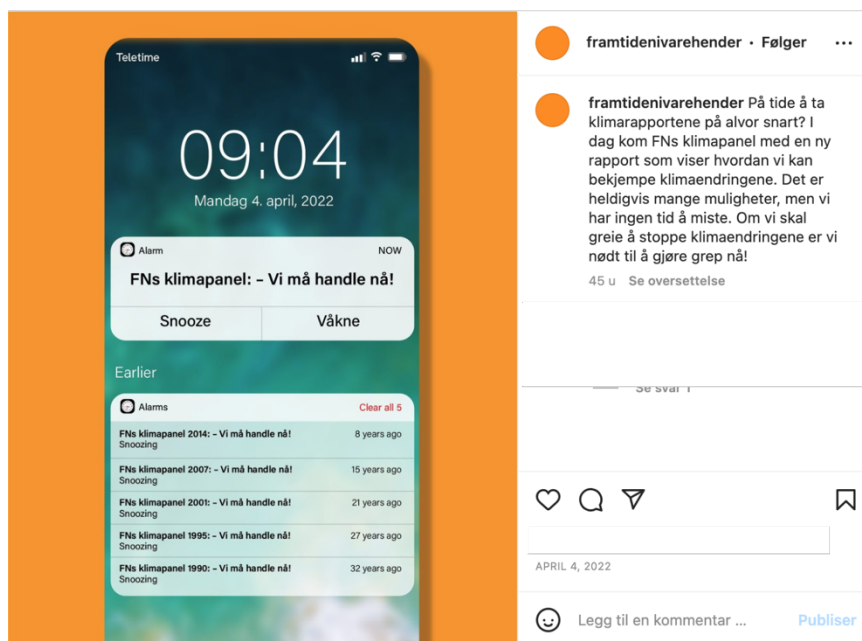 Teletime
09:04
Mandag 4. april, 2022
Alarm NOW
FNs klimapanel: – Vi må handle nå!
Snooze Våkne
Earlier
Alarms Clear all 5
FNs klimapanel 2014: – Vi må handle nå! 8 years ago
Snoozing
FNs klimapanel 2007: – Vi må handle nå! 15 years ago
Snoozing
FNs klimapanel 2001: – Vi må handle nå! 21 years ago
Snoozing
FNs klimapanel 1995: – Vi må handle nå! 27 years ago
Snoozing
FNs klimapanel 1990: – Vi må handle nå! 32 years ago
Snoozing
framtidenivarehender • Følger
framtidenivarehender På tide å ta
klimarapportene på alvor snart? I
dag kom FNs klimapanel med en ny
rapport som viser hvordan vi kan
bekjempe klimaendringene. Det er
heldigvis mange muligheter, men vi
har ingen tid å miste. Om vi skal
greie å stoppe klimaendringene er vi
nødt til å gjøre grep nå!
45 u Se oversettelse
Se svar 1
APRIL 4, 2022
Legg til en kommentar ... Publiser